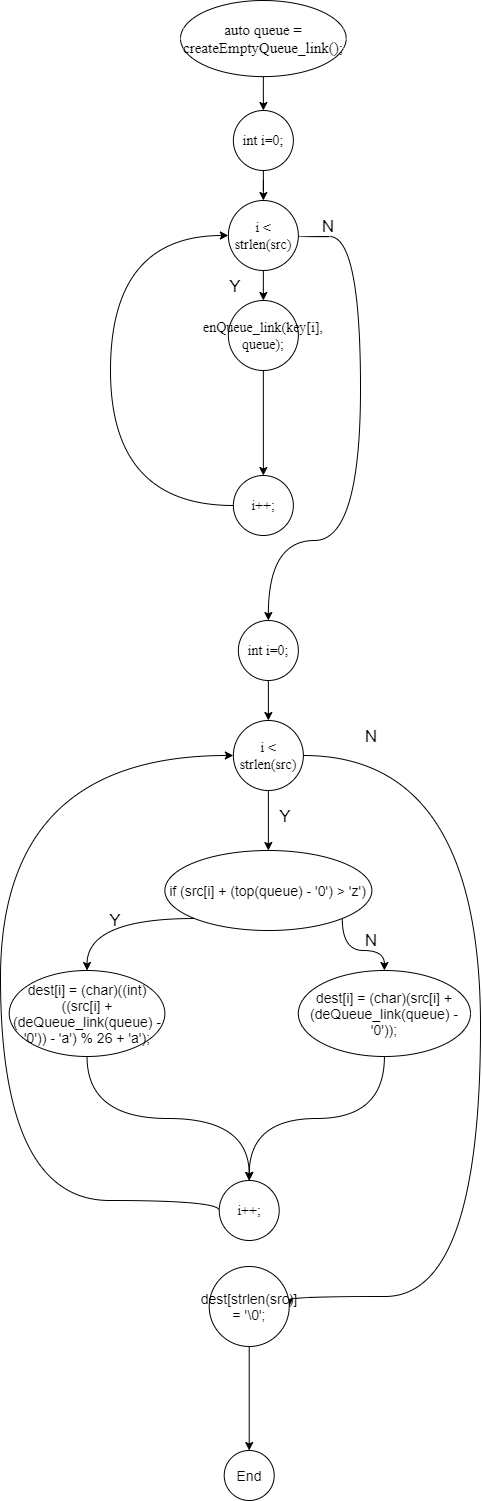 auto queue =
createEmptyQueue_link();
int i=0;
i <
strlen(src)
N
Y
enQueue_link(key[i],
queue);
i++;
int i=0;
i <
strlen(src)
N
Y
if (src[i] + (top(queue) - '0') > 'z')
Y
N
dest[i] = (char)((int)
((src[i] +
(deQueue_link(queue) -
'0')) - 'a') % 26 + 'a');
dest[i] = (char)(src[i] +
(deQueue_link(queue) -
'0'));
i++;
dest[strlen(src)]
= '\0';
End